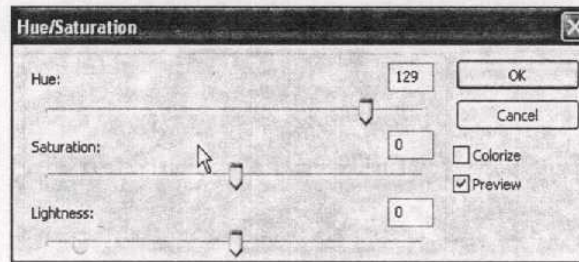 Hue/Saturation
Hue: 129
OK
Cancel
Saturation: 0
Colorize
Preview
Lightness: 0